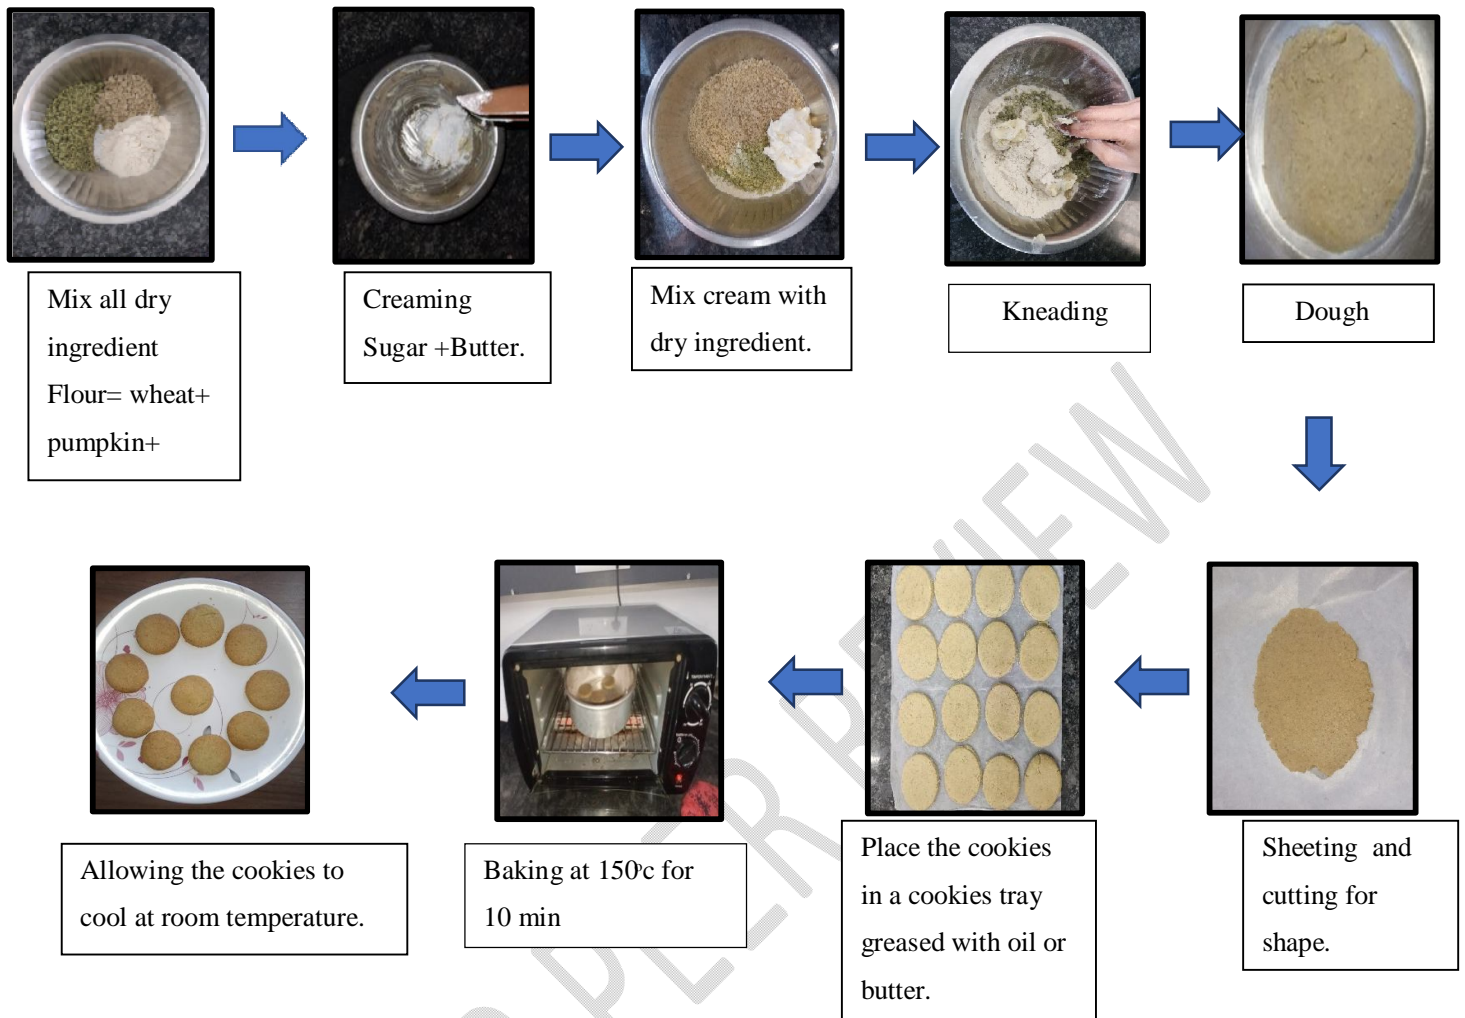 Mix all dry
ingredient
Flour= wheat+
pumpkin+
Creaming
Sugar +Butter.
Mix cream with
dry ingredient.
Kneading
Dough
Sheeting and
cutting for
shape.
Place the cookies
in a cookies tray
greased with oil or
butter.
Baking at 150°c for
10 min
Allowing the cookies to
cool at room temperature.
PEER REVIEW